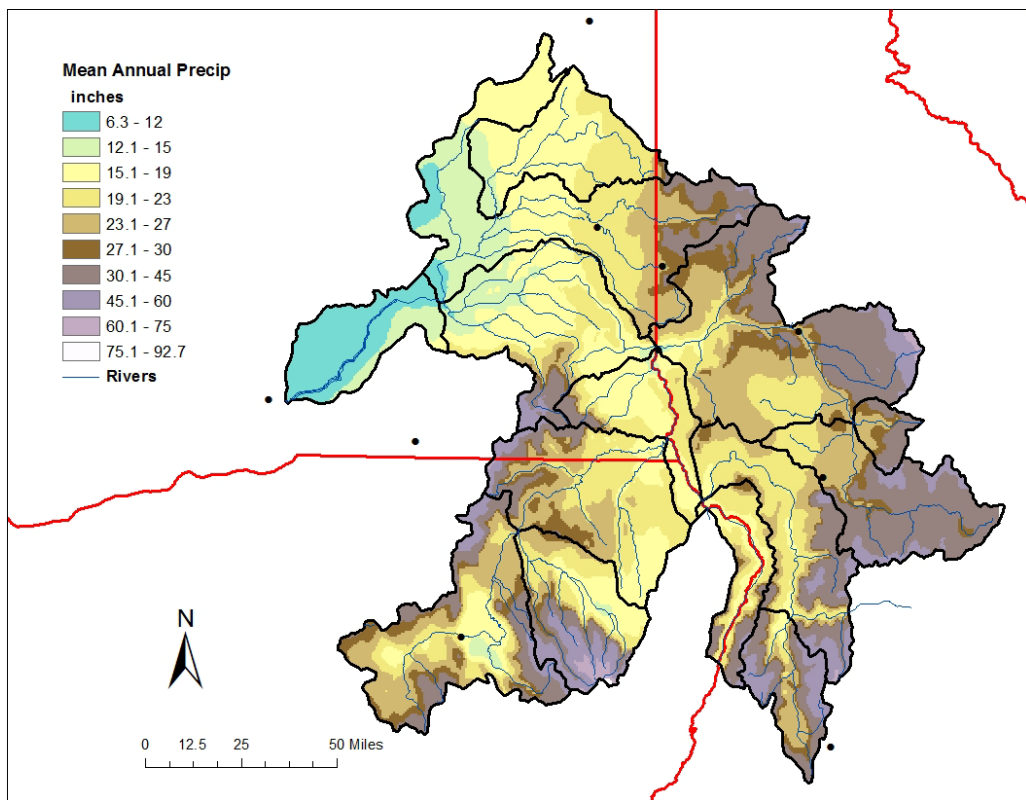 Mean Annual Precip
inches
6.3 - 12
12.1 - 15
15.1 - 19
19.1 - 23
23.1 - 27
27.1 - 30
30.1 - 45
45.1 - 60
60.1 - 75
75.1 - 92.7
Rivers
N
0 12.5 25 50 Miles